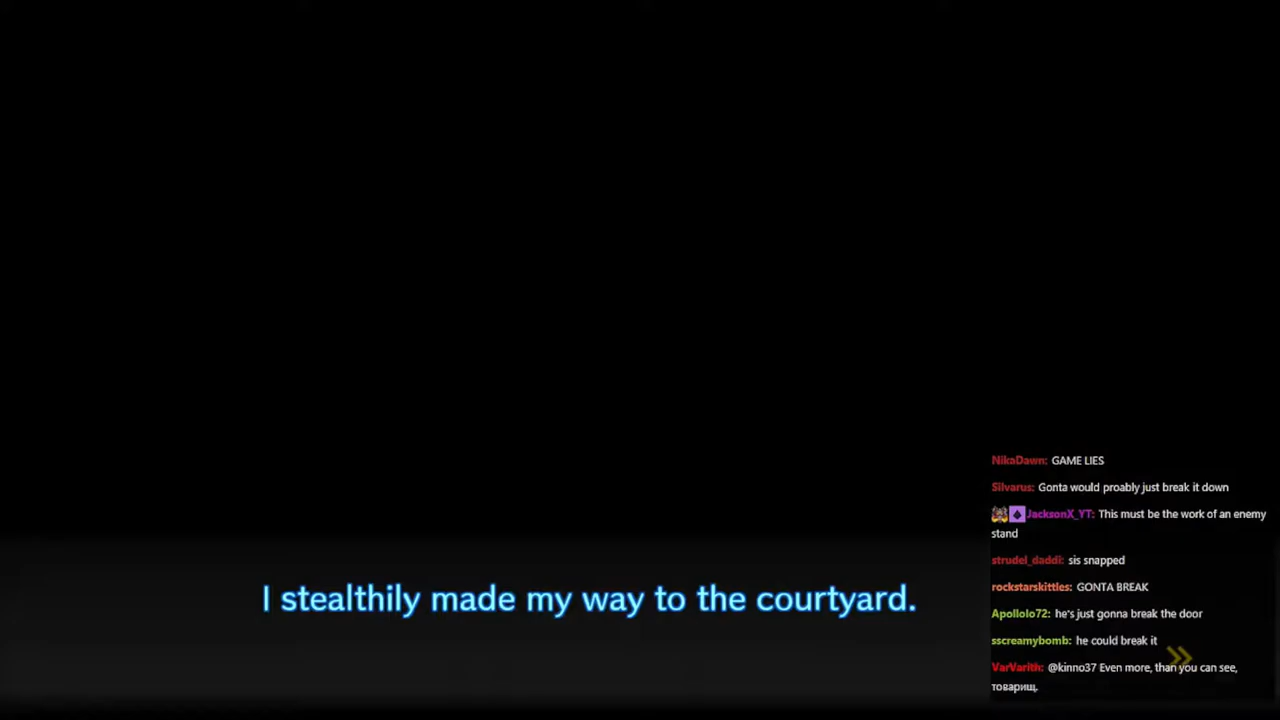 NikaDawn: GAME LIES
Silvarus: Gonta would proably just break it down
JacksonX_YT: This must be the work of an enemy
stand
strudel_daddi: sis snapped
rockstarskittles: GONTA BREAK
I stealthily made my way to the courtyard.
Apollolo72: he's just gonna break the door
sscreamybomb: he could break it
VarVarith: @kinno37 Even more, than you can see,
товарищ.